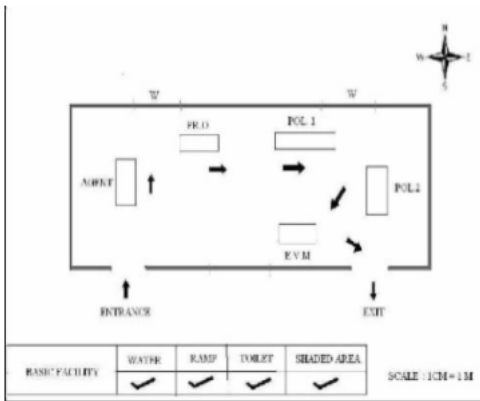 N
W E
S
W W
PR.O POL. 1
AGENT POL.2
E.V.M
ENTRANCE EXIT
BASIC FACILITY WATER RAMP TOILET SHADED AREA
SCALE : 1CM = 1 M